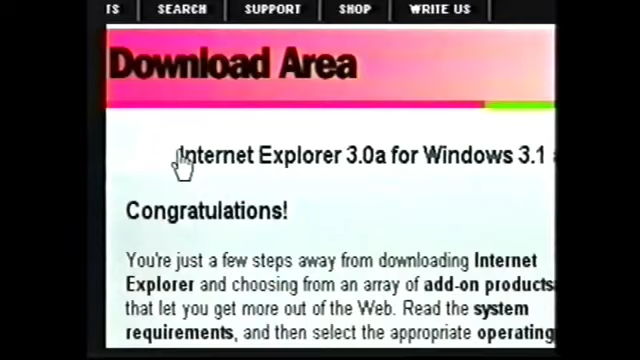 TS SEARCH SUPPORT SHOP WRITE US
Download Area
Internet Explorer 3.0a for Windows 3.1
Congratulations!
You're just a few steps away from downloading Internet
Explorer and choosing from an array of add-on products
that let you get more out of the Web. Read the system
requirements, and then select the appropriate operating